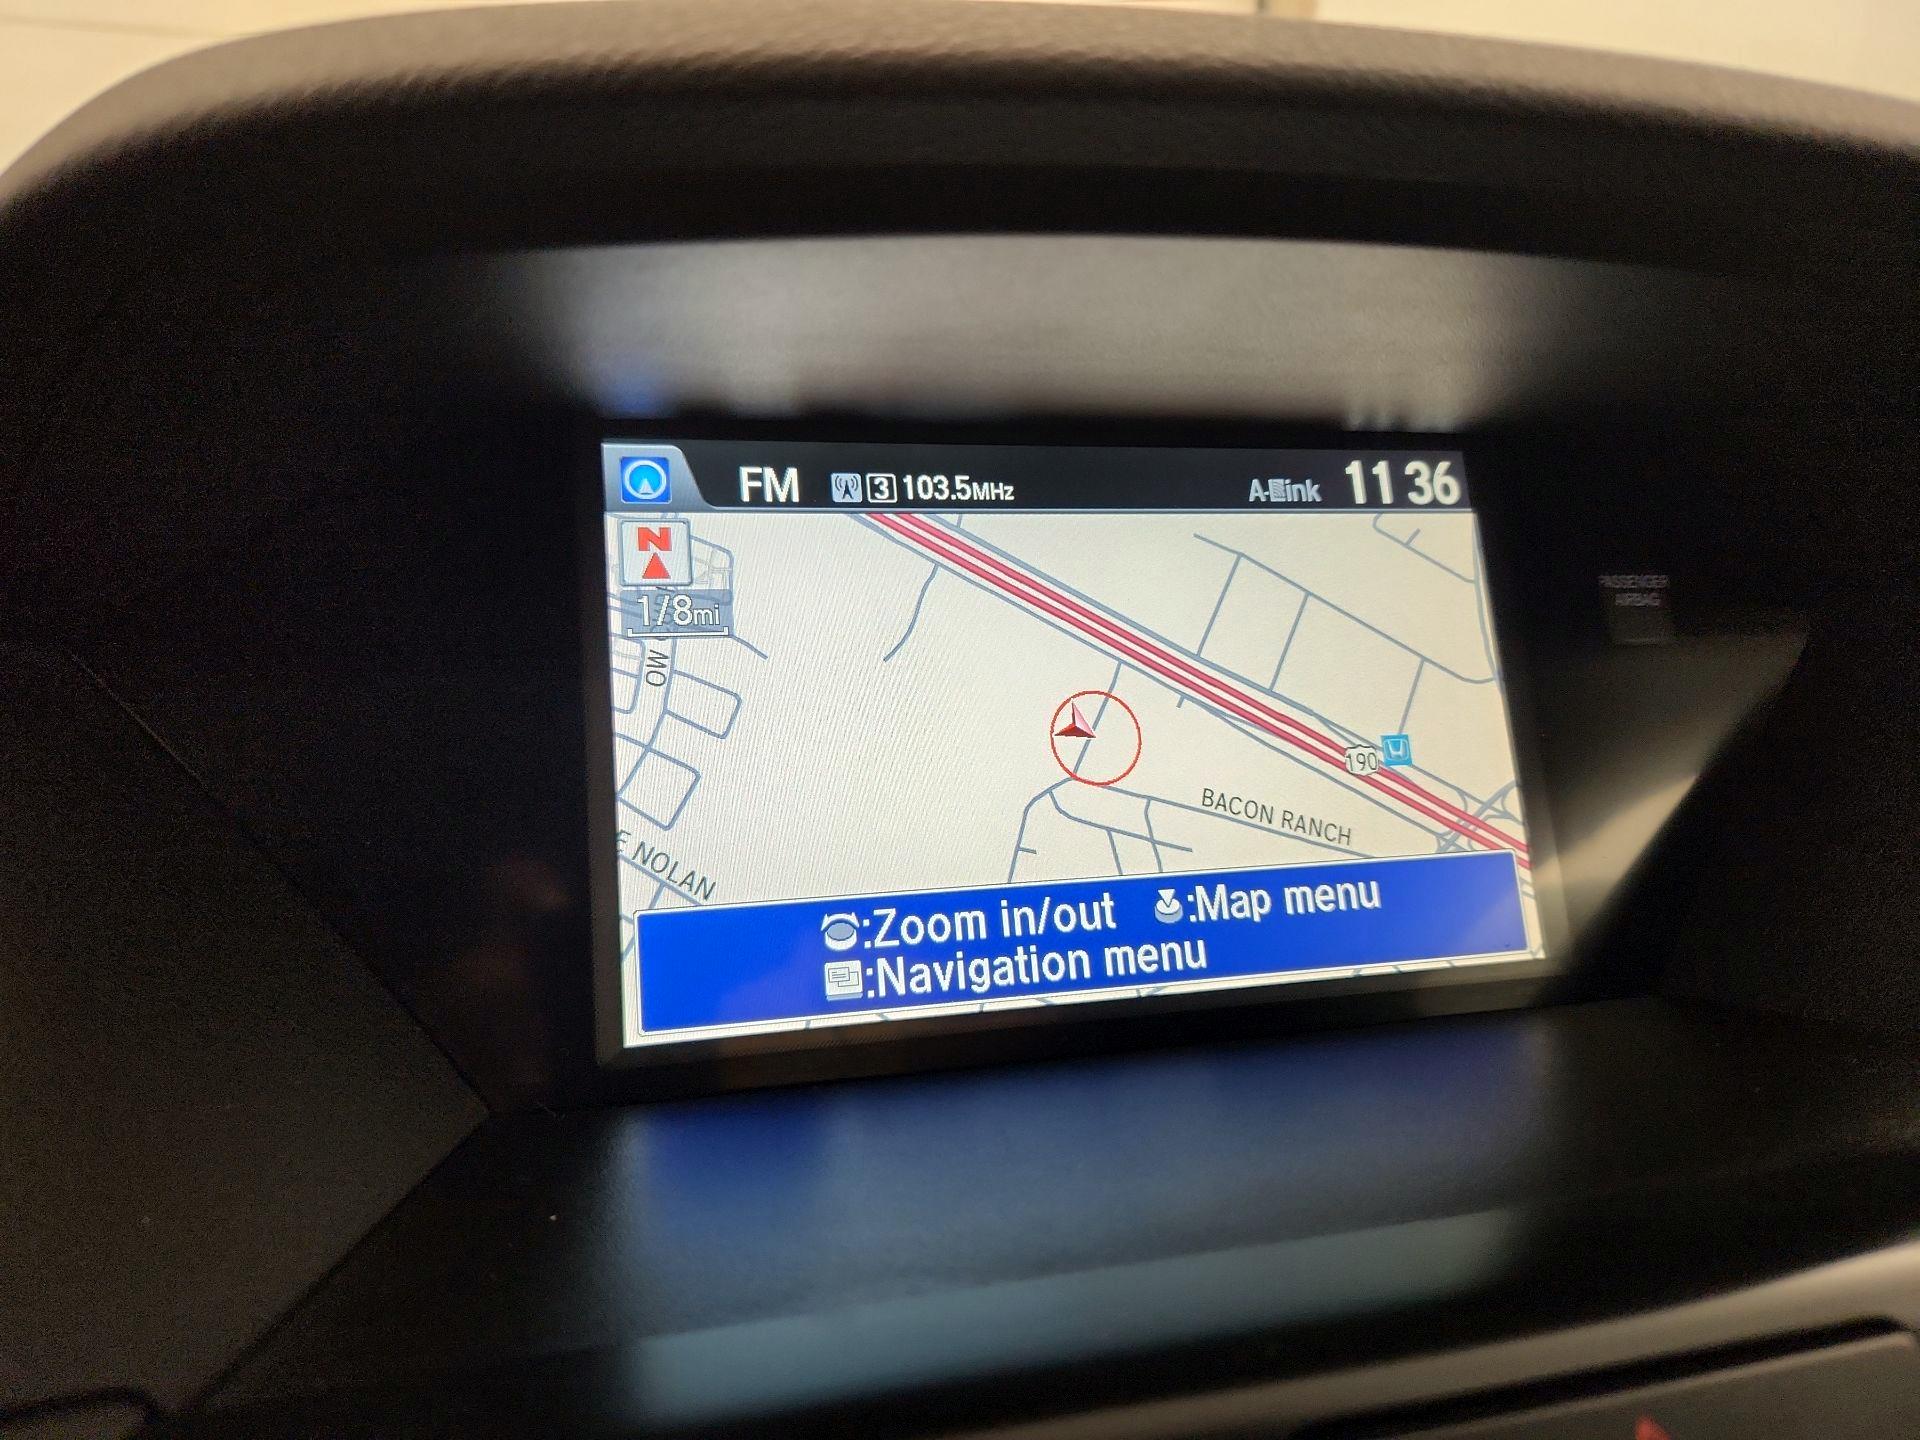 FM 3 103.5MHz A-Link 11 36
N
1/8mi
OW
PASSENGER
AIRBAG
190
BACON RANCH
E NOLAN
:Zoom in/out :Map menu
:Navigation menu